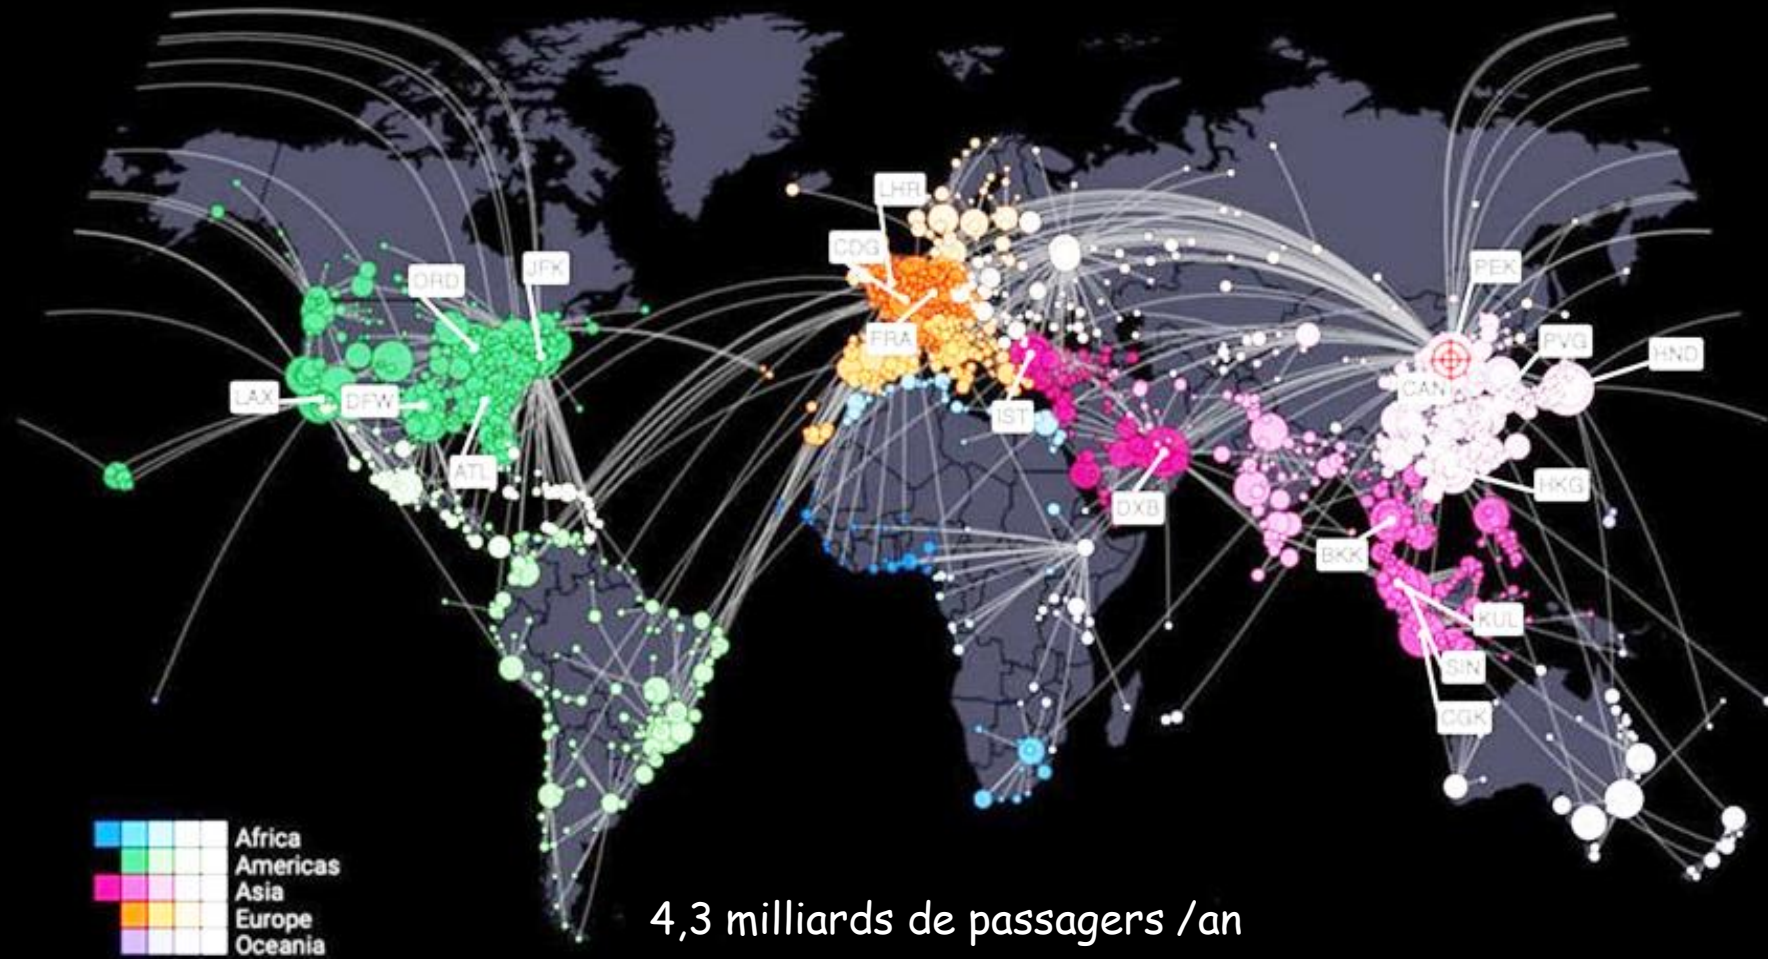 LHR
CDG
JFK
ORD
PEK
FRA
PVG
HND
LAX
DFW
CAN
IST
ATL
HKG
DXB
BKK
KUL
SIN
CGK
Africa
Americas
Asia
Europe
Oceania
4,3 milliards de passagers /an